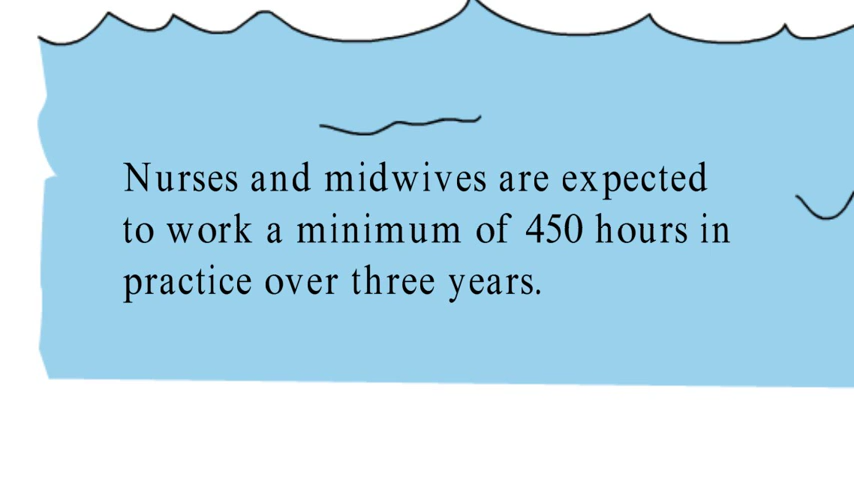 Nurses and midwives are expected
to work a minimum of 450 hours in
practice over three years.